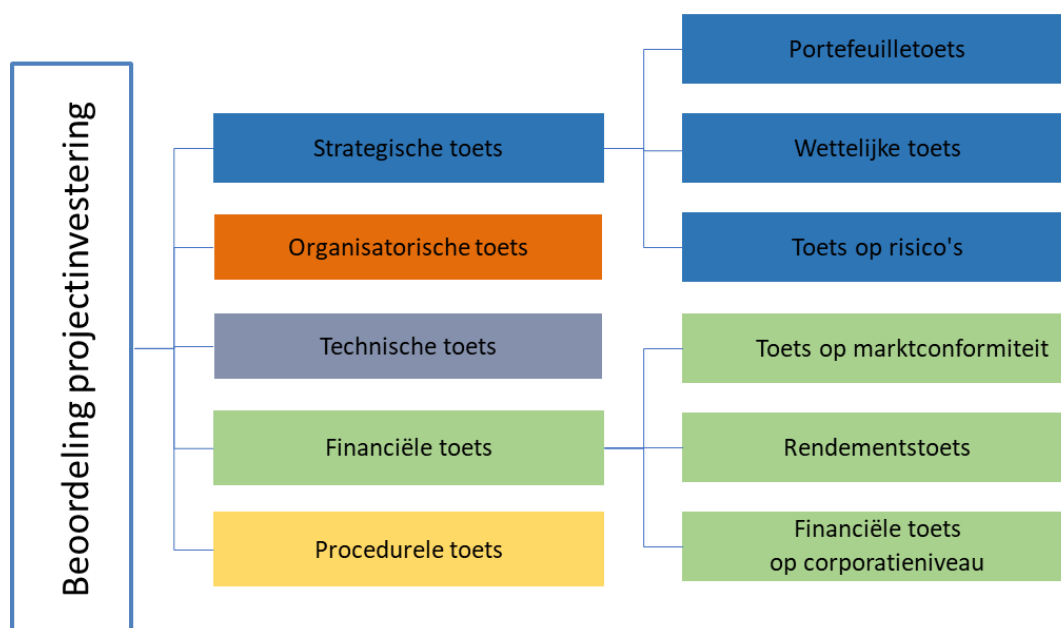 Beoordeling projectinvestering
Strategische toets
Organisatorische toets
Technische toets
Financiële toets
Procedurele toets
Portefeuilletoets
Wettelijke toets
Toets op risico's
Toets op marktconformiteit
Rendementstoets
Financiële toets
op corporatieniveau